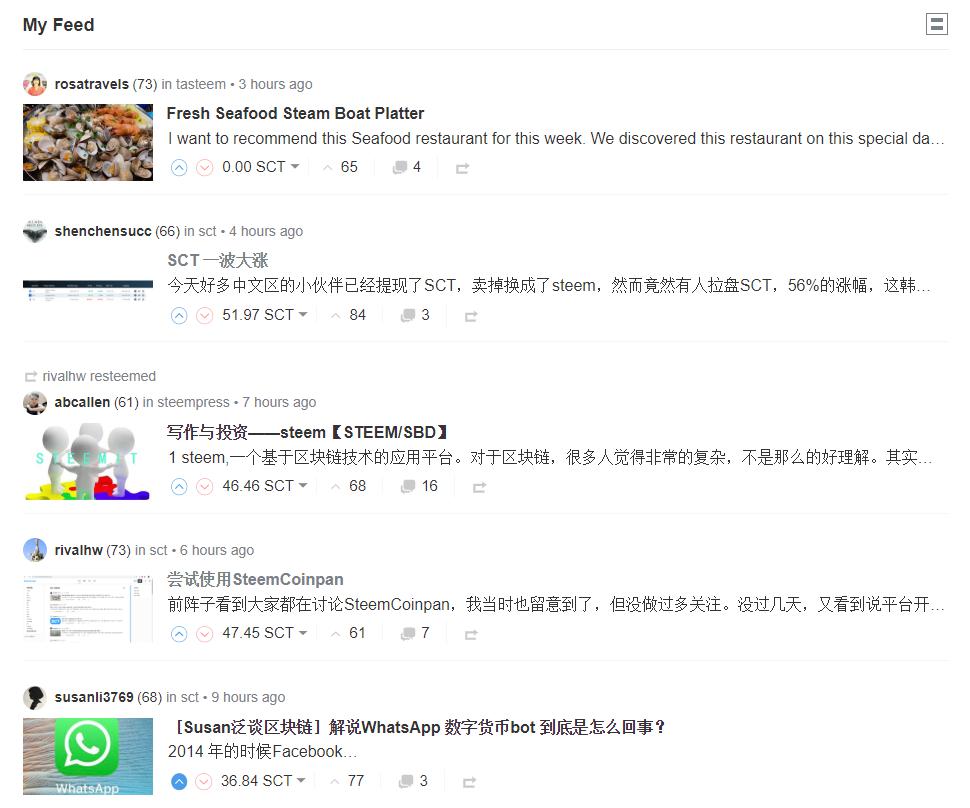 My Feed
rosatravels (73) in tasteem • 3 hours ago
Fresh Seafood Steam Boat Platter
I want to recommend this Seafood restaurant for this week. We discovered this restaurant on this special da…
0.00 SCT 65 4
shenchensucc (66) in sct • 4 hours ago
SCT 一波大涨
今天好多中文区的小伙伴已经提现了SCT，卖掉换成了steem，然而竟然有人拉盘SCT，56%的涨幅，这韩…
51.97 SCT 84 3
rivalhw resteemed
abcallen (61) in steempress • 7 hours ago
STEEMIT
写作与投资——steem【STEEM/SBD】
1 steem,一个基于区块链技术的应用平台。对于区块链，很多人觉得非常的复杂，不是那么的好理解。其实…
46.46 SCT 68 16
rivalhw (73) in sct • 6 hours ago
尝试使用SteemCoinpan
前阵子看到大家都在讨论SteemCoinpan，我当时也留意到了，但没做过多关注。没过几天，又看到说平台开…
47.45 SCT 61 7
susanli3769 (68) in sct • 9 hours ago
［Susan泛谈区块链］解说WhatsApp 数字货币bot 到底是怎么回事？
2014 年的时候Facebook…
WhatsApp
36.84 SCT 77 3